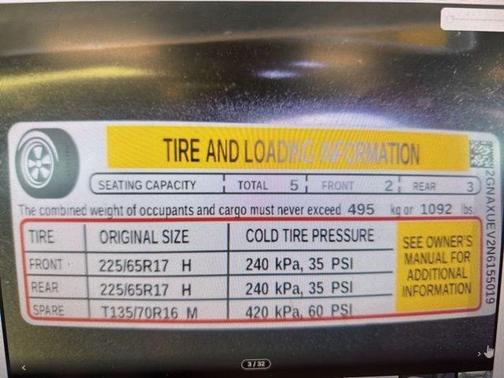 TIRE AND LOADING INFORMATION
SEATING CAPACITY TOTAL 5 FRONT 2 REAR 3
The combined weight of occupants and cargo must never exceed 495 kg or 1092 lbs
TIRE ORIGINAL SIZE COLD TIRE PRESSURE
FRONT 225/65R17 H 240 kPa, 35 PSI
REAR 225/65R17 H 240 kPa, 35 PSI
SPARE T135/70R16 M 420 kPa, 60 PSI
SEE OWNER'S
MANUAL FOR
ADDITIONAL
INFORMATION
2GNAXUEV2N6155019
3 / 32